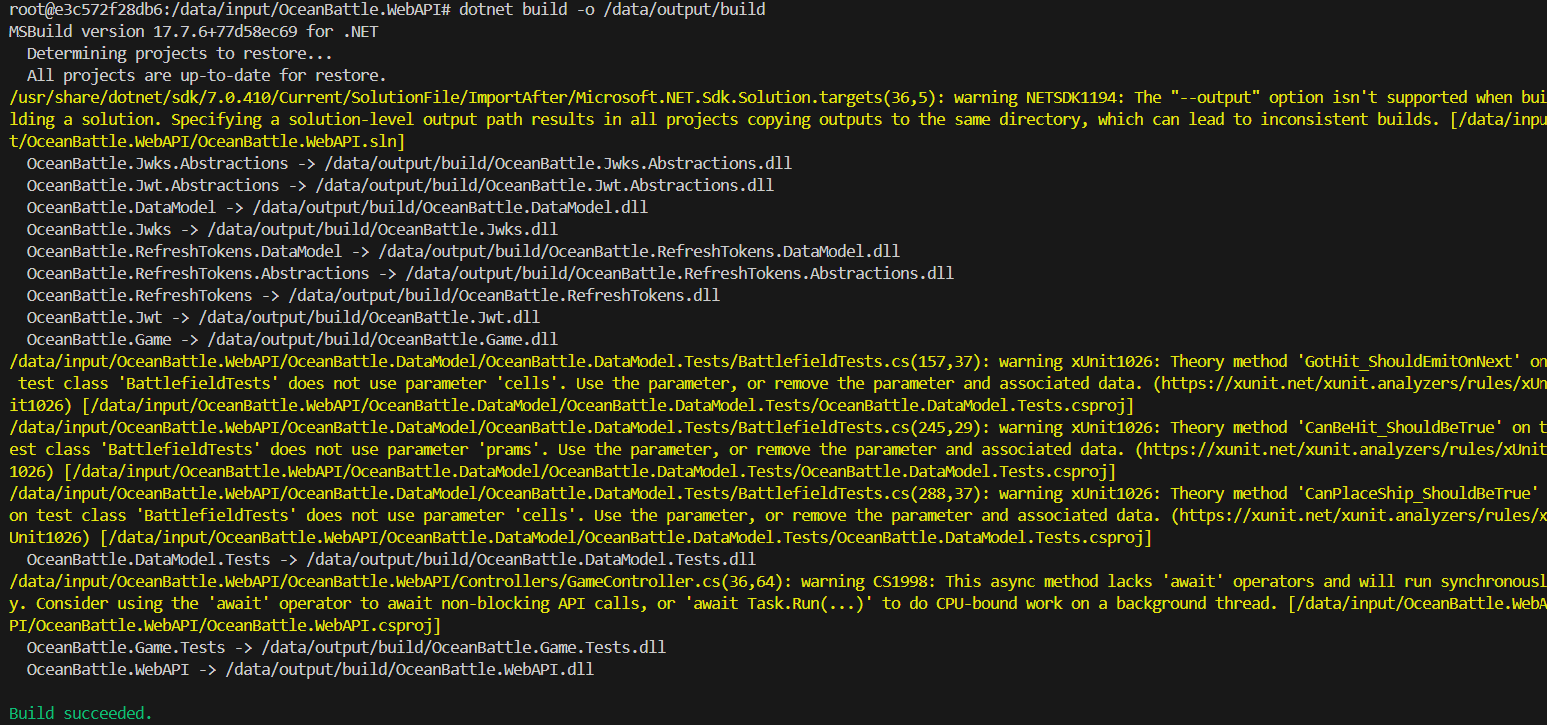 root@e3c572f28db6:/data/input/OceanBattle.WebAPI# dotnet build -o /data/output/build
MSBuild version 17.7.6+77d58ec69 for .NET
  Determining projects to restore...
  All projects are up-to-date for restore.
/usr/share/dotnet/sdk/7.0.410/Current/SolutionFile/ImportAfter/Microsoft.NET.Sdk.Solution.targets(36,5): warning NETSDK1194: The "--output" option isn't supported when bui
lding a solution. Specifying a solution-level output path results in all projects copying outputs to the same directory, which can lead to inconsistent builds. [/data/inpu
t/OceanBattle.WebAPI/OceanBattle.WebAPI.sln]
  OceanBattle.Jwks.Abstractions -> /data/output/build/OceanBattle.Jwks.Abstractions.dll
  OceanBattle.Jwt.Abstractions -> /data/output/build/OceanBattle.Jwt.Abstractions.dll
  OceanBattle.DataModel -> /data/output/build/OceanBattle.DataModel.dll
  OceanBattle.Jwks -> /data/output/build/OceanBattle.Jwks.dll
  OceanBattle.RefreshTokens.DataModel -> /data/output/build/OceanBattle.RefreshTokens.DataModel.dll
  OceanBattle.RefreshTokens.Abstractions -> /data/output/build/OceanBattle.RefreshTokens.Abstractions.dll
  OceanBattle.RefreshTokens -> /data/output/build/OceanBattle.RefreshTokens.dll
  OceanBattle.Jwt -> /data/output/build/OceanBattle.Jwt.dll
  OceanBattle.Game -> /data/output/build/OceanBattle.Game.dll
/data/input/OceanBattle.WebAPI/OceanBattle.DataModel/OceanBattle.DataModel.Tests/BattlefieldTests.cs(157,37): warning xUnit1026: Theory method 'GotHit_ShouldEmitOnNext' on
 test class 'BattlefieldTests' does not use parameter 'cells'. Use the parameter, or remove the parameter and associated data. (https://xunit.net/xunit.analyzers/rules/xUn
it1026) [/data/input/OceanBattle.WebAPI/OceanBattle.DataModel/OceanBattle.DataModel.Tests/OceanBattle.DataModel.Tests.csproj]
/data/input/OceanBattle.WebAPI/OceanBattle.DataModel/OceanBattle.DataModel.Tests/BattlefieldTests.cs(245,29): warning xUnit1026: Theory method 'CanBeHit_ShouldBeTrue' on t
est class 'BattlefieldTests' does not use parameter 'prams'. Use the parameter, or remove the parameter and associated data. (https://xunit.net/xunit.analyzers/rules/xUnit
1026) [/data/input/OceanBattle.WebAPI/OceanBattle.DataModel/OceanBattle.DataModel.Tests/OceanBattle.DataModel.Tests.csproj]
/data/input/OceanBattle.WebAPI/OceanBattle.DataModel/OceanBattle.DataModel.Tests/BattlefieldTests.cs(288,37): warning xUnit1026: Theory method 'CanPlaceShip_ShouldBeTrue'
on test class 'BattlefieldTests' does not use parameter 'cells'. Use the parameter, or remove the parameter and associated data. (https://xunit.net/xunit.analyzers/rules/x
Unit1026) [/data/input/OceanBattle.WebAPI/OceanBattle.DataModel/OceanBattle.DataModel.Tests/OceanBattle.DataModel.Tests.csproj]
  OceanBattle.DataModel.Tests -> /data/output/build/OceanBattle.DataModel.Tests.dll
/data/input/OceanBattle.WebAPI/OceanBattle.WebAPI/Controllers/GameController.cs(36,64): warning CS1998: This async method lacks 'await' operators and will run synchronousl
y. Consider using the 'await' operator to await non-blocking API calls, or 'await Task.Run(...)' to do CPU-bound work on a background thread. [/data/input/OceanBattle.WebA
PI/OceanBattle.WebAPI/OceanBattle.WebAPI.csproj]
  OceanBattle.Game.Tests -> /data/output/build/OceanBattle.Game.Tests.dll
  OceanBattle.WebAPI -> /data/output/build/OceanBattle.WebAPI.dll
Build succeeded.